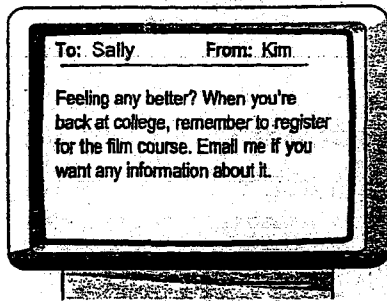 To: Sally From: Kim
Feeling any better? When you're
back at college, remember to register
for the film course. Email me if you
want any information about it.